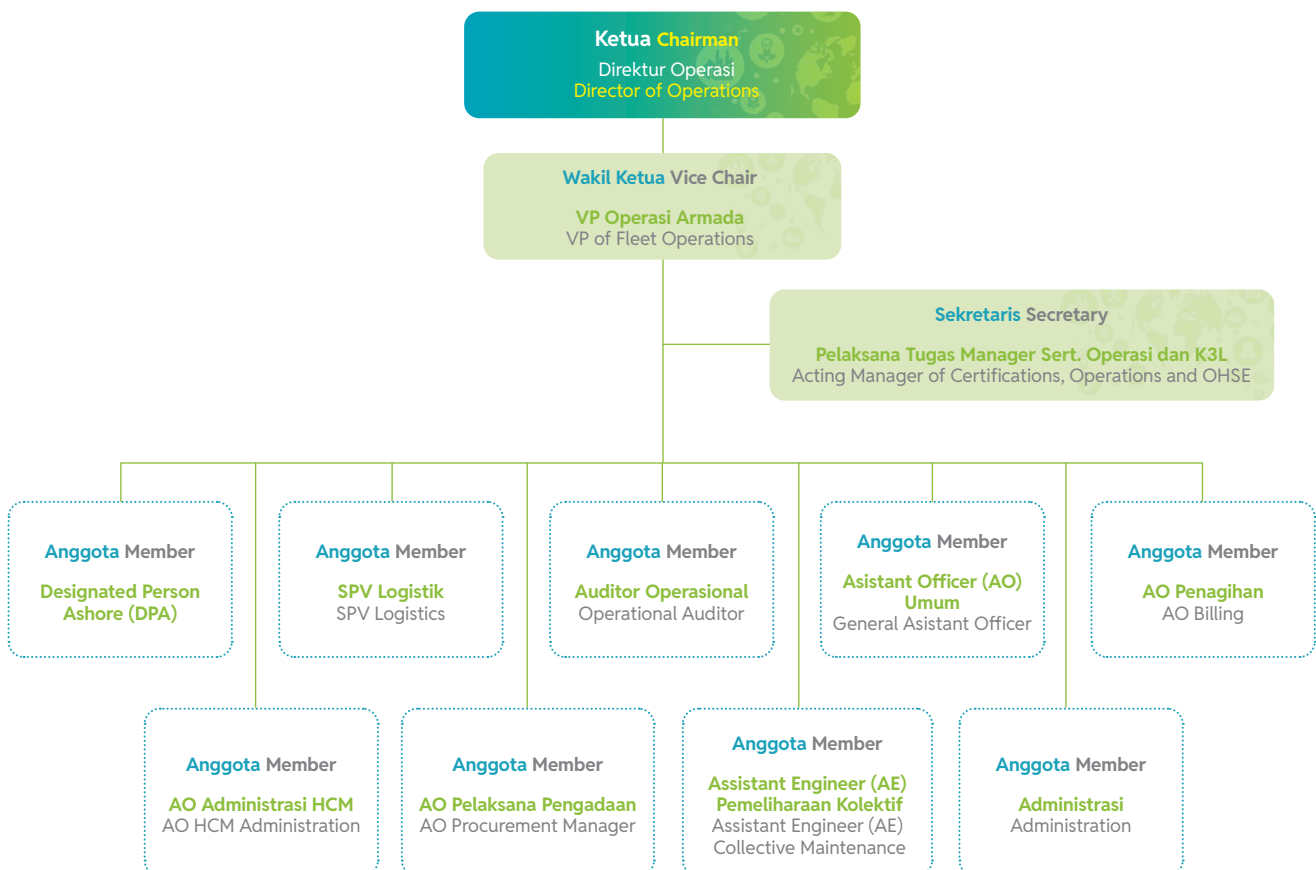 Ketua Chairman
Direktur Operasi
Director of Operations
Wakil Ketua Vice Chair
VP Operasi Armada
VP of Fleet Operations
Sekretaris Secretary
Pelaksana Tugas Manager Sert. Operasi dan K3L
Acting Manager of Certifications, Operations and OHSE
Anggota Member
Designated Person
Ashore (DPA)
Anggota Member
SPV Logistik
SPV Logistics
Anggota Member
Auditor Operasional
Operational Auditor
Anggota Member
Asistant Officer (AO)
Umum
General Asistant Officer
Anggota Member
AO Penagihan
AO Billing
Anggota Member
AO Administrasi HCM
AO HCM Administration
Anggota Member
AO Pelaksana Pengadaan
AO Procurement Manager
Anggota Member
Assistant Engineer (AE)
Pemeliharaan Kolektif
Assistant Engineer (AE)
Collective Maintenance
Anggota Member
Administrasi
Administration